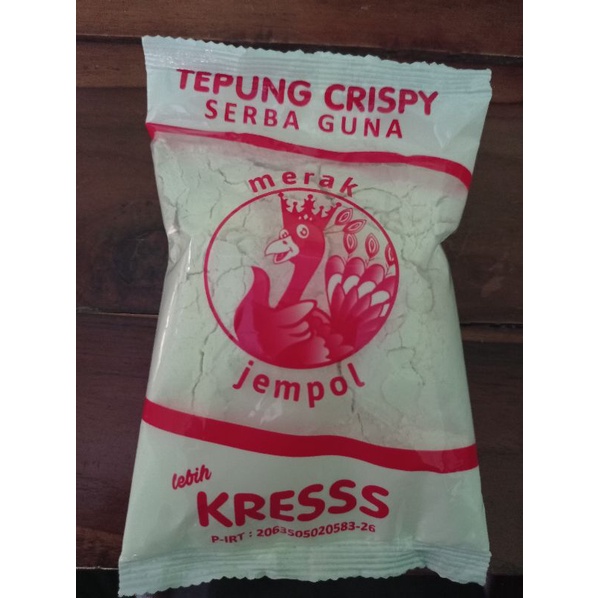 TEPUNG CRISPY
SERBA GUNA
merak
jempol
lebih
KRESSS
P-IRT : 2063505020583-26